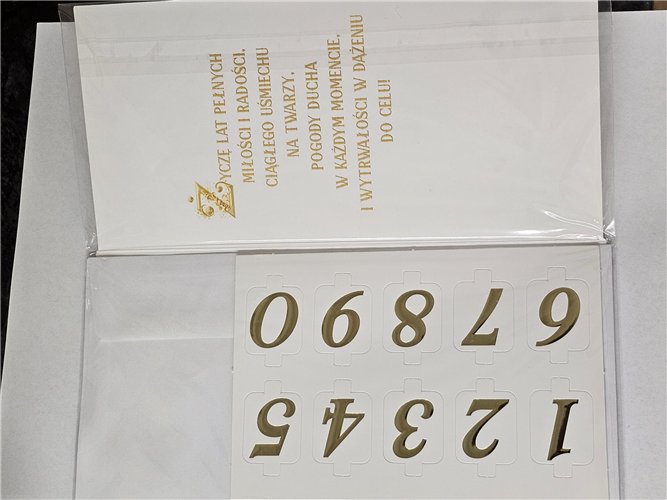 ŻYCZĘ LAT PEŁNYCH
MIŁOŚCI I RADOŚCI,
CIĄGŁEGO UŚMIECHU
NA TWARZY,
POGODY DUCHA
W KAŻDYM MOMENCIE,
I WYTRWAŁOŚCI W DĄŻENIU
DO CELU!
1 2 3 4 5
6 7 8 9 0